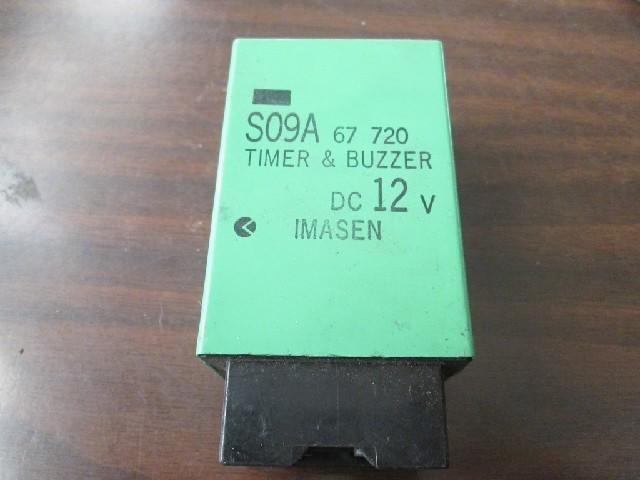 S09A 67 720
TIMER & BUZZER
DC 12 V
IMASEN